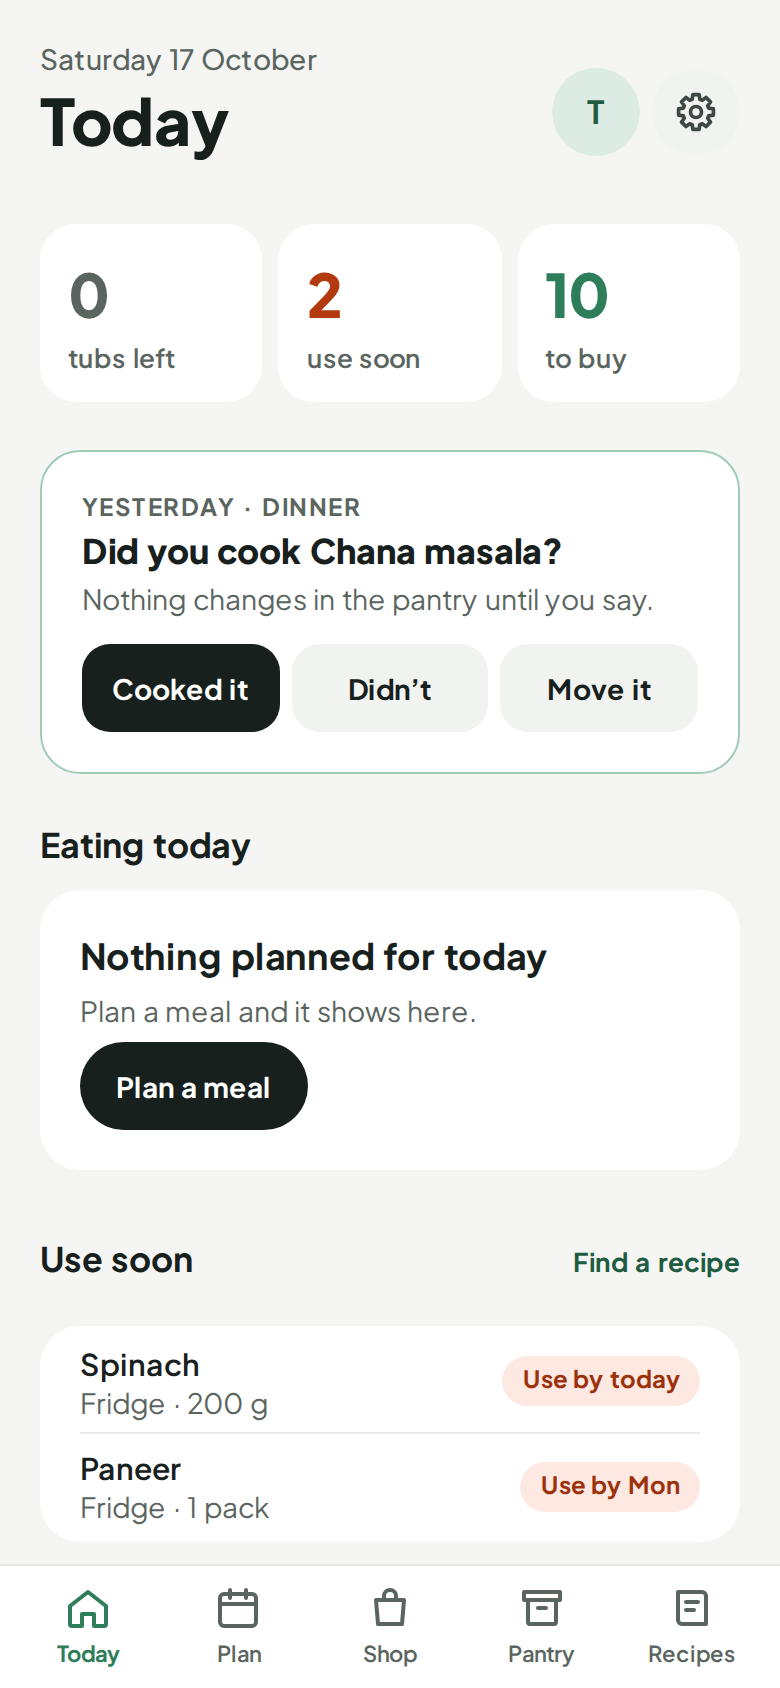 Saturday 17 October
Today
T
0
tubs left
2
use soon
10
to buy
YESTERDAY · DINNER
Did you cook Chana masala?
Nothing changes in the pantry until you say.
Cooked it
Didn’t
Move it
Eating today
Nothing planned for today
Plan a meal and it shows here.
Plan a meal
Use soon
Find a recipe
Spinach
Use by today
Fridge · 200 g
Paneer
Use by Mon
Fridge · 1 pack
Today
Plan
Shop
Pantry
Recipes